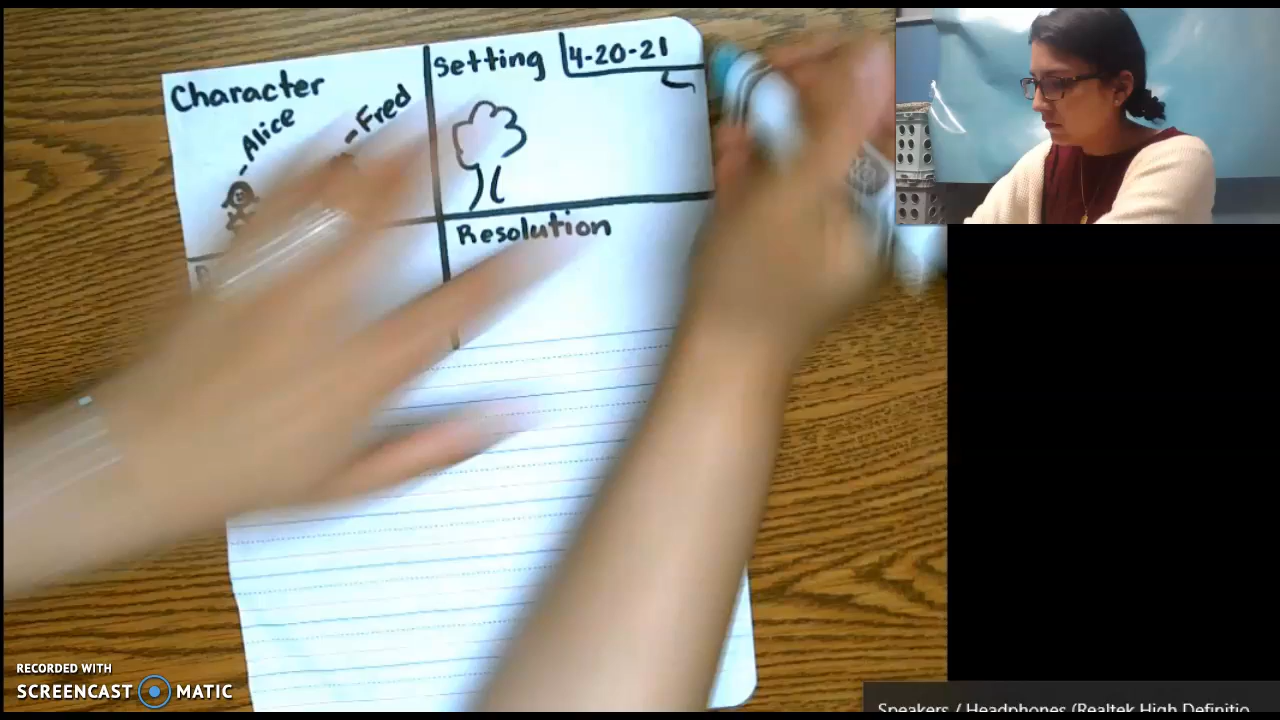 Character
Setting
4-20-21
-Alice
-Fred
Resolution
RECORDED WITH
SCREENCAST MATIC
Speakers / Headphones (Realtek High Definitio